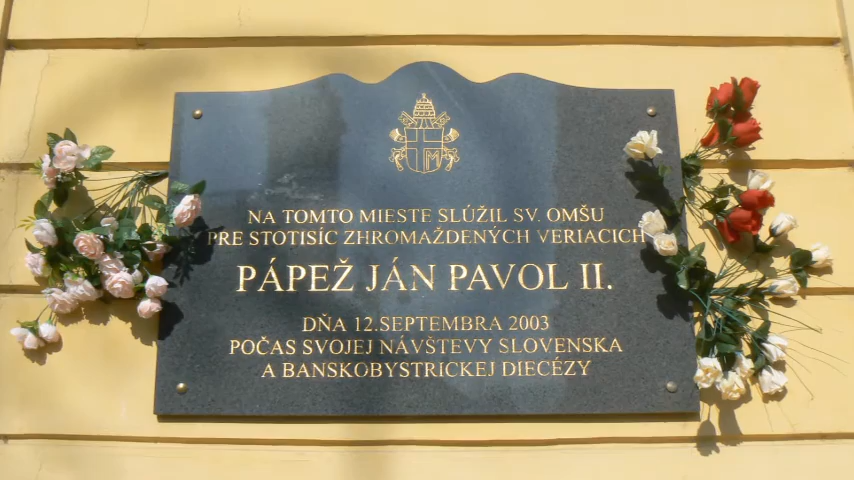 NA TOMTO MIESTE SLÚŽIL SV. OMŠU
PRE STOTISÍC ZHROMAŽDENÝCH VERIACICH
PÁPEŽ JÁN PAVOL II.
DŇA 12.SEPTEMBRA 2003
POČAS SVOJEJ NÁVŠTEVY SLOVENSKA
A BANSKOBYSTRICKEJ DIECÉZY